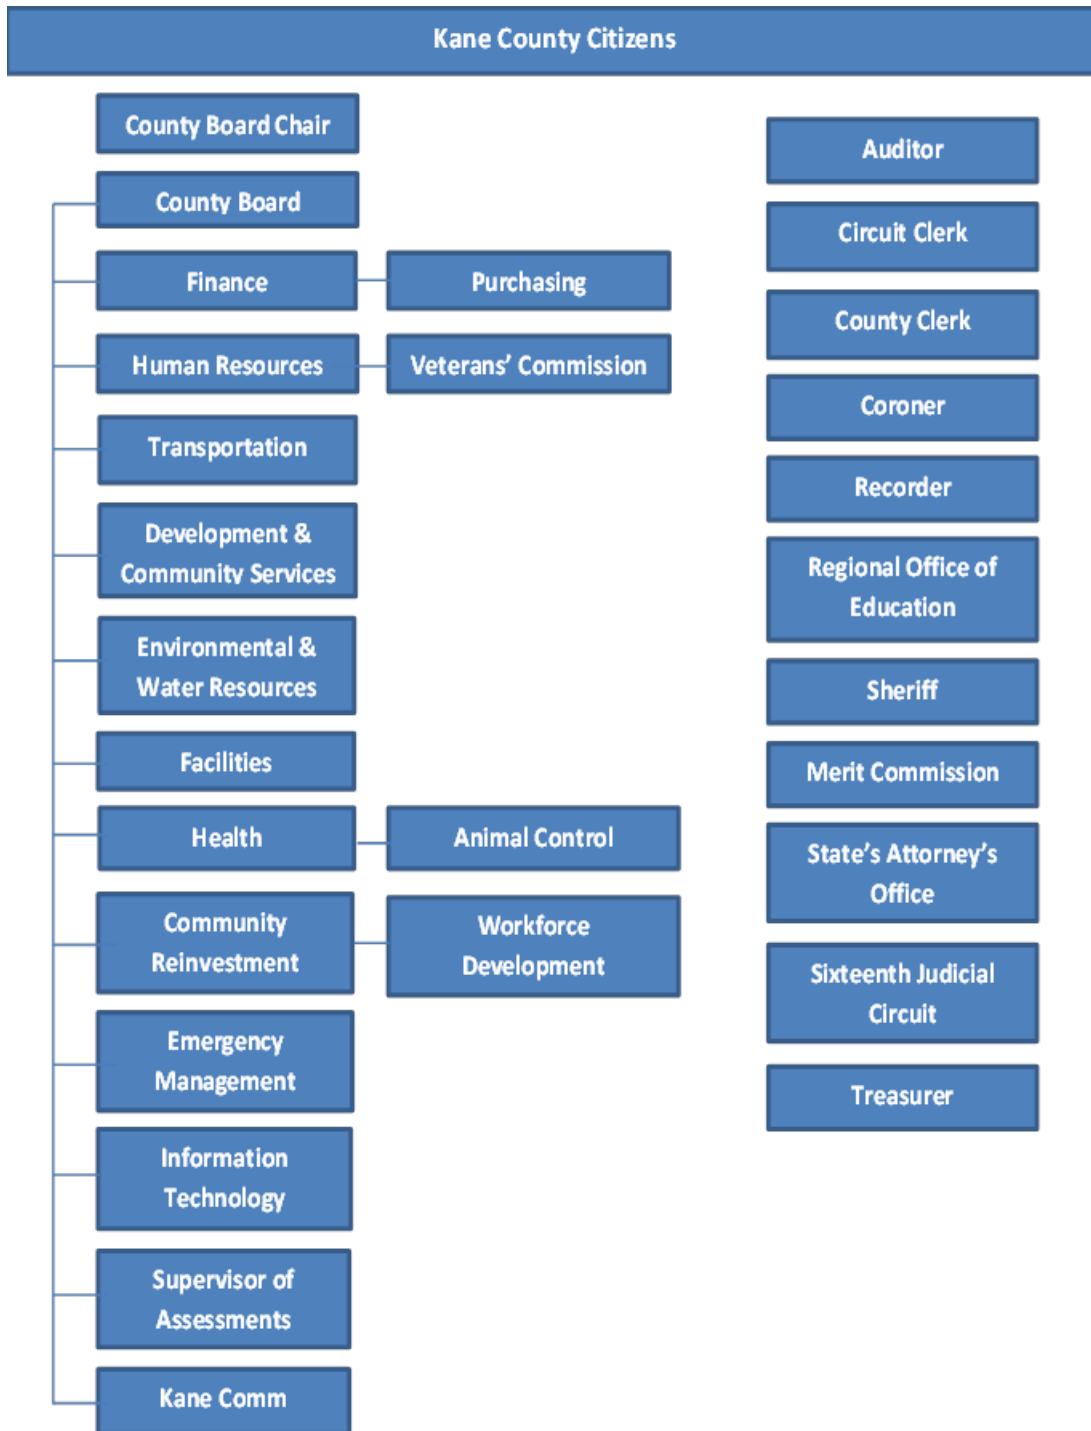 Kane County Citizens
County Board Chair
County Board
Finance
Purchasing
Human Resources
Veterans’ Commission
Transportation
Development &
Community Services
Environmental &
Water Resources
Facilities
Health
Animal Control
Community
Reinvestment
Workforce
Development
Emergency
Management
Information
Technology
Supervisor of
Assessments
Kane Comm
Auditor
Circuit Clerk
County Clerk
Coroner
Recorder
Regional Office of
Education
Sheriff
Merit Commission
State’s Attorney’s
Office
Sixteenth Judicial
Circuit
Treasurer